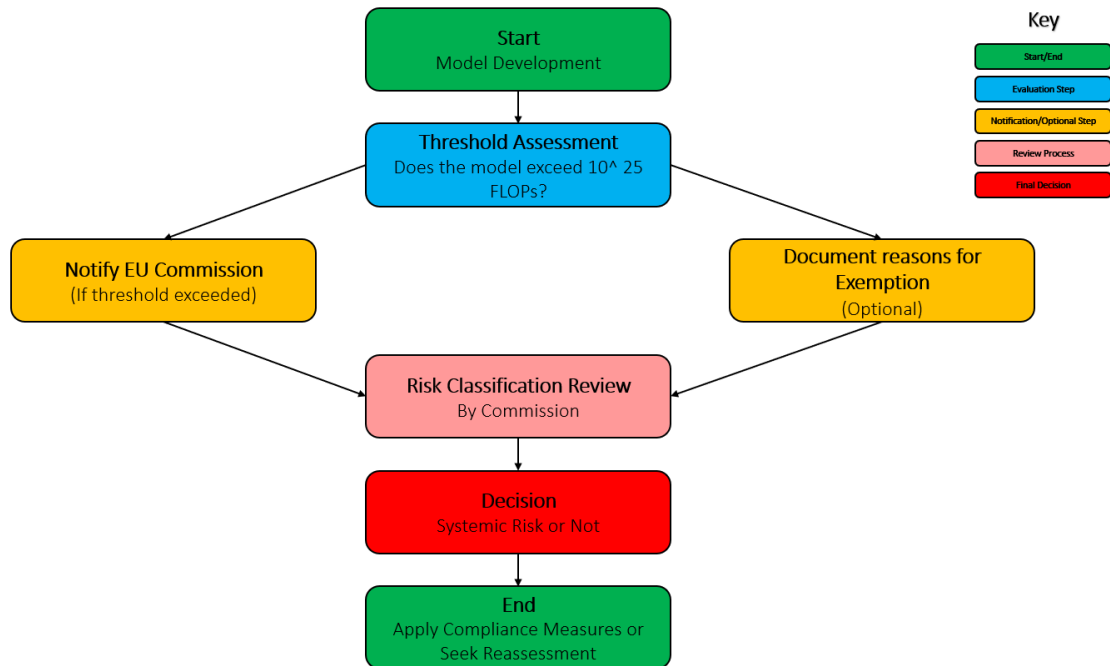 Start
Model Development
Threshold Assessment
Does the model exceed 10^ 25
FLOPs?
Notify EU Commission
(If threshold exceeded)
Document reasons for
Exemption
(Optional)
Risk Classification Review
By Commission
Decision
Systemic Risk or Not
End
Apply Compliance Measures or
Seek Reassessment
Key
Start/End
Evaluation Step
Notification/Optional Step
Review Process
Final Decision